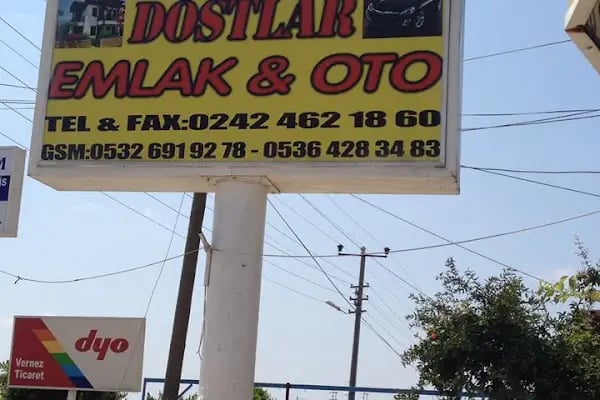 DOSTLAR
EMLAK & OTO
TEL & FAX:0242 462 18 60
GSM:0532 691 92 78 - 0536 428 34 83
dyo
Vernez
Ticaret